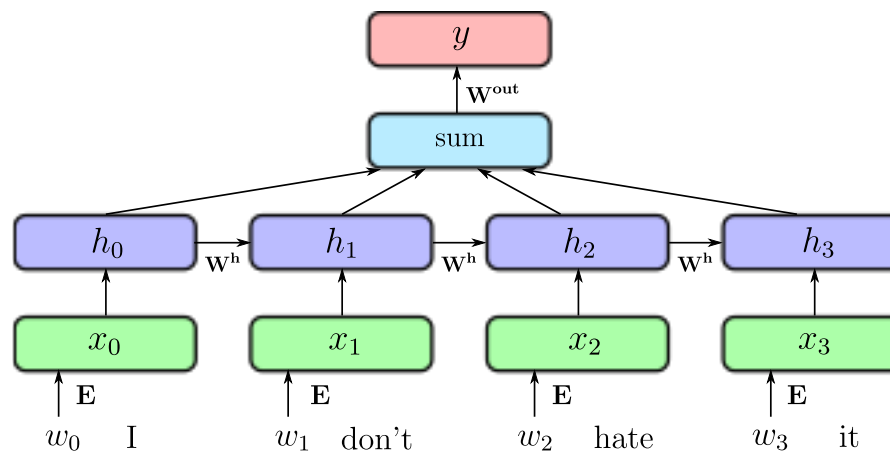 y
W^out
sum
h_0 h_1 h_2 h_3
W^h W^h W^h
x_0 x_1 x_2 x_3
E E E E
w_0 I w_1 don't w_2 hate w_3 it